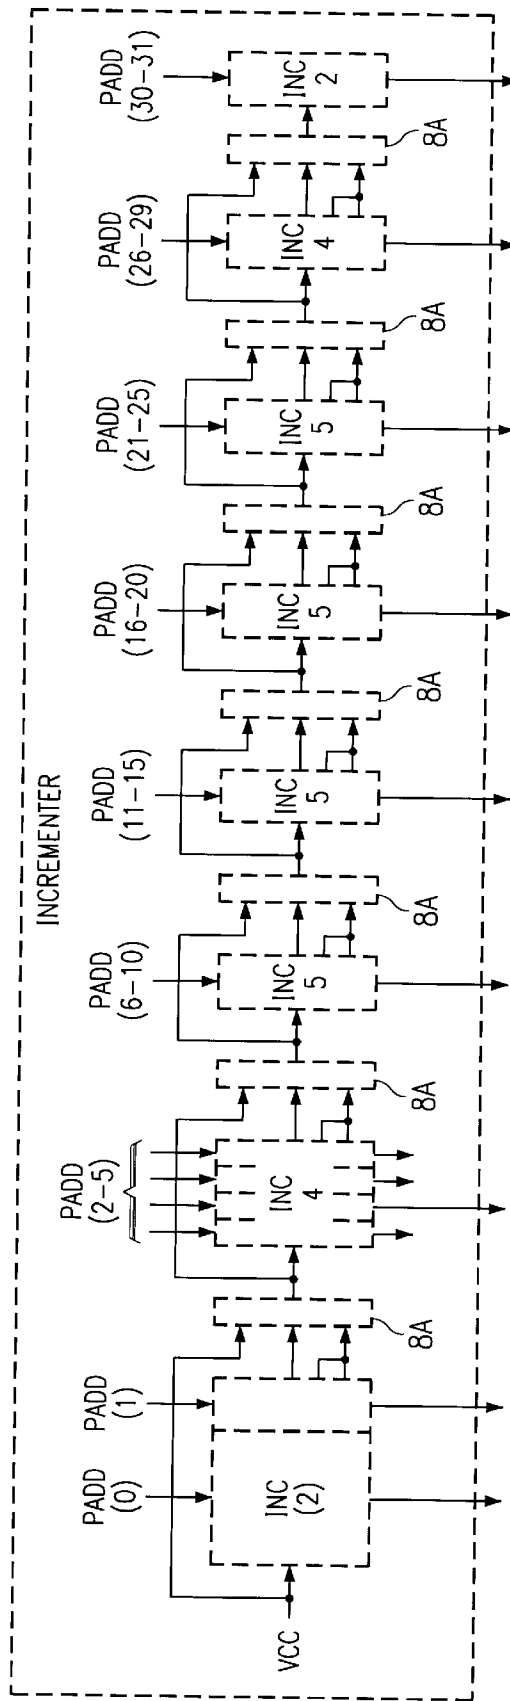 INCREMENTER
PADD
(0)
PADD
(1)
PADD
(2-5)
PADD
(6-10)
PADD
(11-15)
PADD
(16-20)
PADD
(21-25)
PADD
(26-29)
PADD
(30-31)
VCC
INC
(2)
INC
4
INC
5
INC
5
INC
5
INC
5
INC
4
INC
2
8A
8A
8A
8A
8A
8A
8A